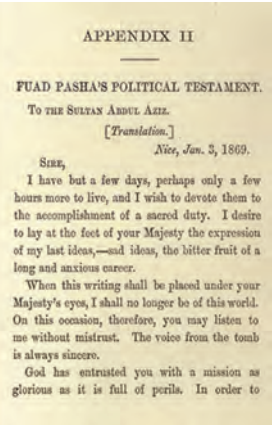 APPENDIX II
FUAD PASHA'S POLITICAL TESTAMENT.
To the Sultan Abdul Aziz.
[Translation.]
Nice, Jan. 3, 1869.
Sire,
I have but a few days, perhaps only a few
hours more to live, and I wish to devote them to
the accomplishment of a sacred duty. I desire
to lay at the feet of your Majesty the expression
of my last ideas,—sad ideas, the bitter fruit of a
long and anxious career.
When this writing shall be placed under your
Majesty's eyes, I shall no longer be of this world.
On this occasion, therefore, you may listen to
me without mistrust. The voice from the tomb
is always sincere.
God has entrusted you with a mission as
glorious as it is full of perils. In order to